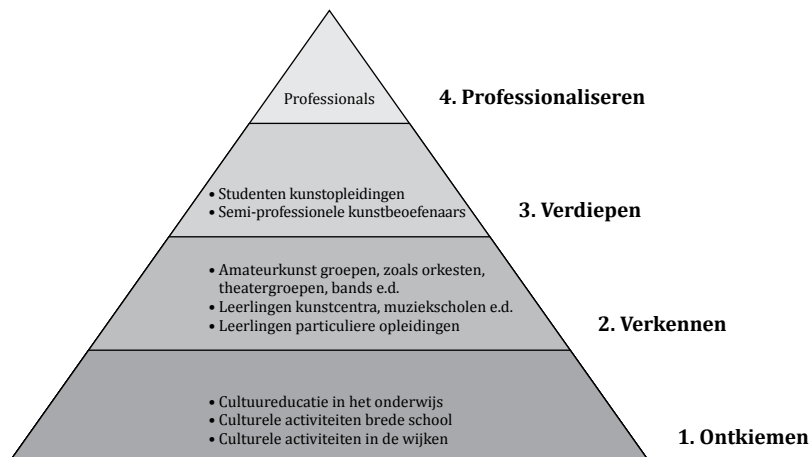 Professionals
4. Professionaliseren
• Studenten kunstopleidingen
• Semi-professionele kunstbeoefenaars
3. Verdiepen
• Amateurkunst groepen, zoals orkesten,
theatergroepen, bands e.d.
• Leerlingen kunstcentra, muziekscholen e.d.
• Leerlingen particuliere opleidingen
2. Verkennen
• Cultuureducatie in het onderwijs
• Culturele activiteiten brede school
• Culturele activiteiten in de wijken
1. Ontkiemen